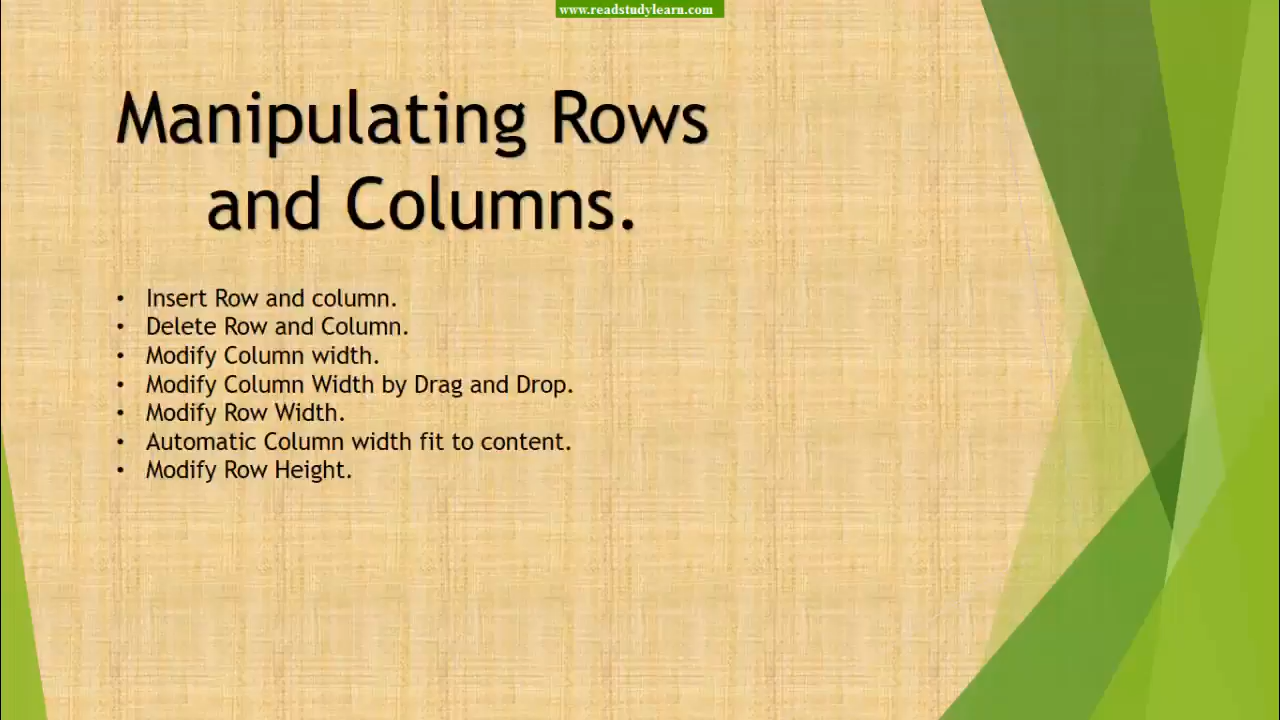 www.readstudylearn.com
Manipulating Rows
and Columns.
• Insert Row and column.
• Delete Row and Column.
• Modify Column width.
• Modify Column Width by Drag and Drop.
• Modify Row Width.
• Automatic Column width fit to content.
• Modify Row Height.